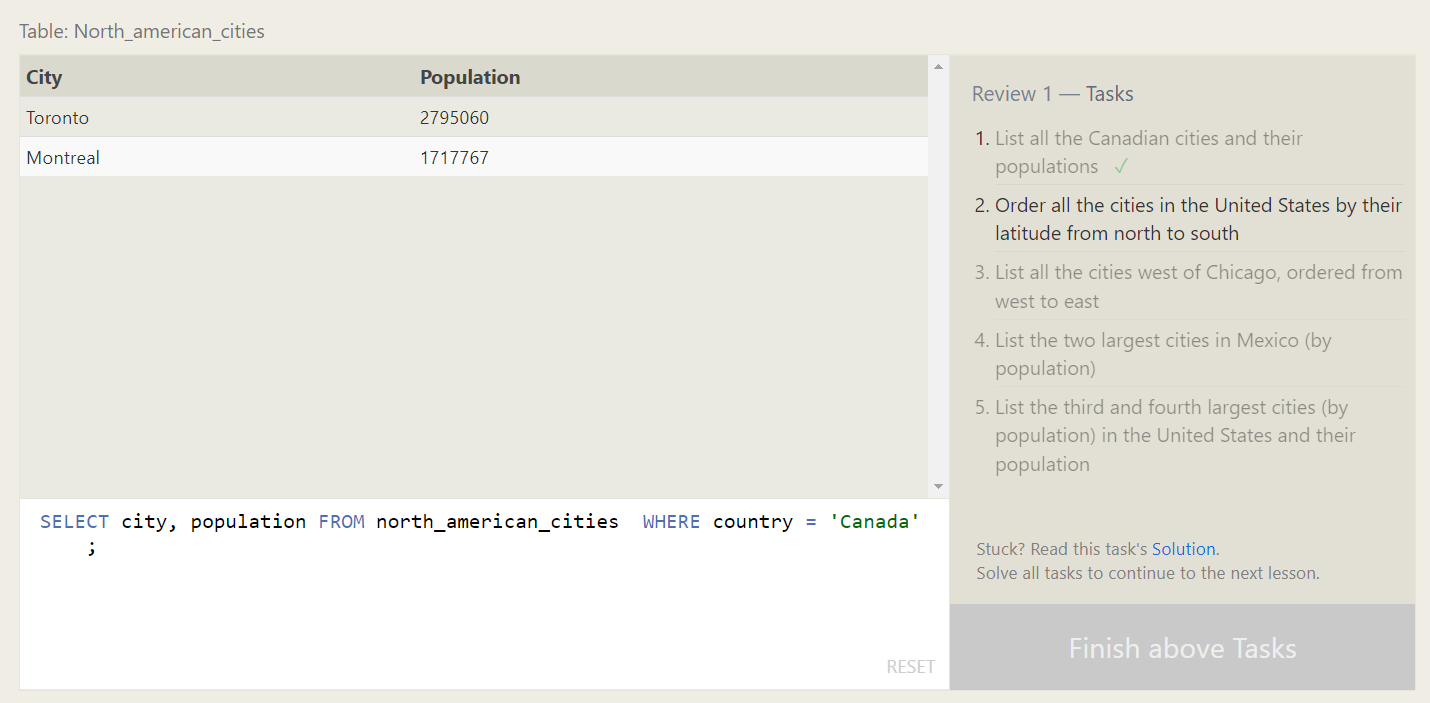 Table: North_american_cities
City Population
Toronto 2795060
Montreal 1717767
SELECT city, population FROM north_american_cities  WHERE country = 'Canada'
;
RESET
Review 1 — Tasks
1. List all the Canadian cities and their
populations ✓
2. Order all the cities in the United States by their
latitude from north to south
3. List all the cities west of Chicago, ordered from
west to east
4. List the two largest cities in Mexico (by
population)
5. List the third and fourth largest cities (by
population) in the United States and their
population
Stuck? Read this task's Solution.
Solve all tasks to continue to the next lesson.
Finish above Tasks